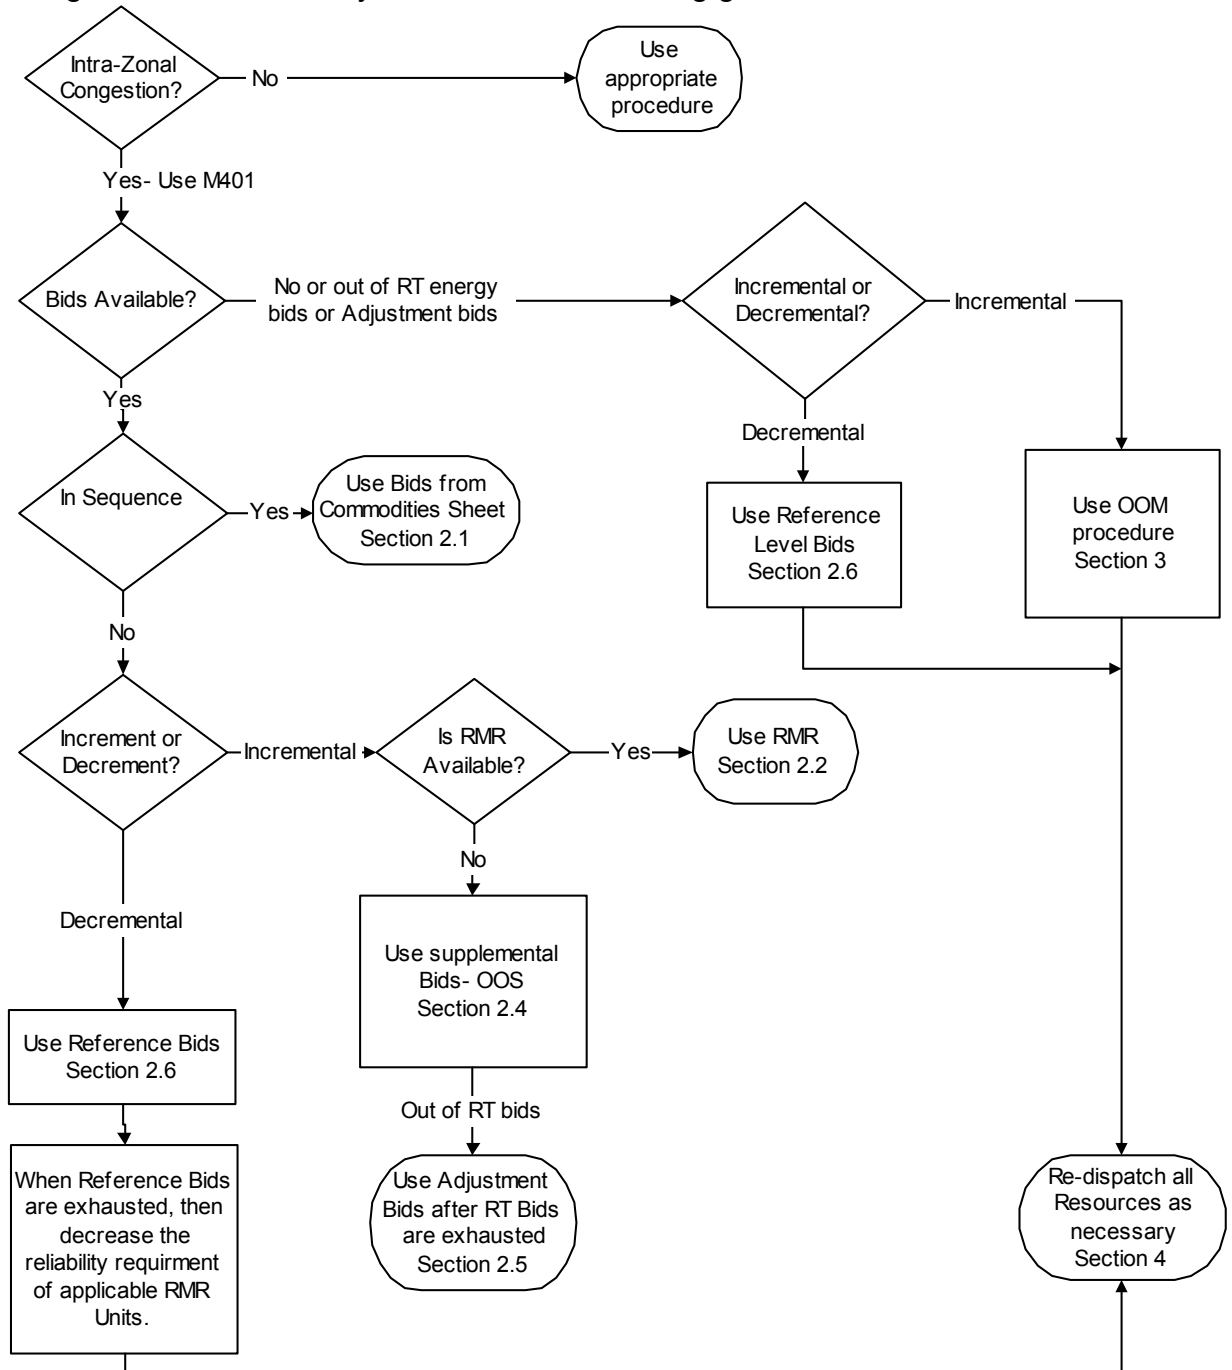 Intra-Zonal
Congestion?
No
Use
appropriate
procedure
Yes- Use M401
Bids Available?
No or out of RT energy
bids or Adjustment bids
Incremental or
Decremental?
Incremental
Yes
Decremental
In Sequence
Yes
Use Bids from
Commodities Sheet
Section 2.1
Use Reference
Level Bids
Section 2.6
Use OOM
procedure
Section 3
No
Increment or
Decrement?
Incremental
Is RMR
Available?
Yes
Use RMR
Section 2.2
No
Decremental
Use supplemental
Bids- OOS
Section 2.4
Use Reference Bids
Section 2.6
Out of RT bids
When Reference Bids
are exhausted, then
decrease the
reliability requirment
of applicable RMR
Units.
Use Adjustment
Bids after RT Bids
are exhausted
Section 2.5
Re-dispatch all
Resources as
necessary
Section 4